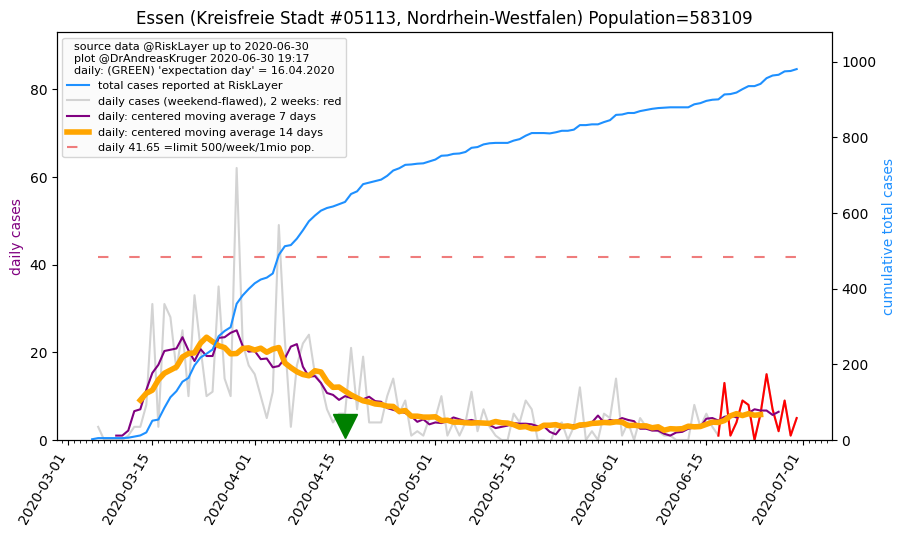 Essen (Kreisfreie Stadt #05113, Nordrhein-Westfalen) Population=583109
source data @RiskLayer up to 2020-06-30
plot @DrAndreasKruger 2020-06-30 19:17
daily: (GREEN) 'expectation day' = 16.04.2020
total cases reported at RiskLayer
daily cases (weekend-flawed), 2 weeks: red
daily: centered moving average 7 days
daily: centered moving average 14 days
daily 41.65 =limit 500/week/1mio pop.
daily cases
80
60
40
20
0
cumulative total cases
1000
800
600
400
200
0
2020-03-01
2020-03-15
2020-04-01
2020-04-15
2020-05-01
2020-05-15
2020-06-01
2020-06-15
2020-07-01